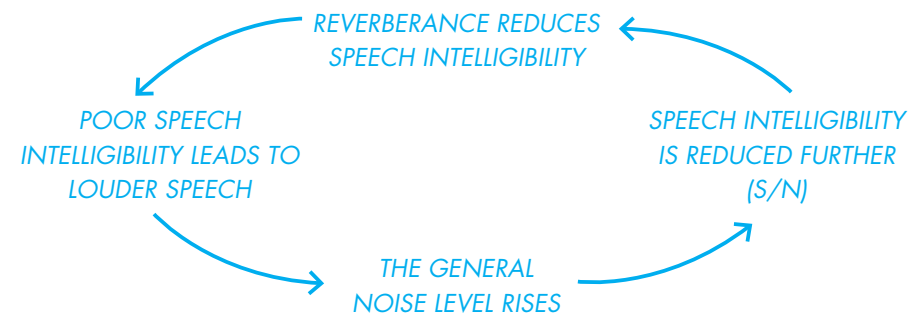 REVERBERANCE REDUCES
SPEECH INTELLIGIBILITY
POOR SPEECH
INTELLIGIBILITY LEADS TO
LOUDER SPEECH
THE GENERAL
NOISE LEVEL RISES
SPEECH INTELLIGIBILITY
IS REDUCED FURTHER
(S/N)